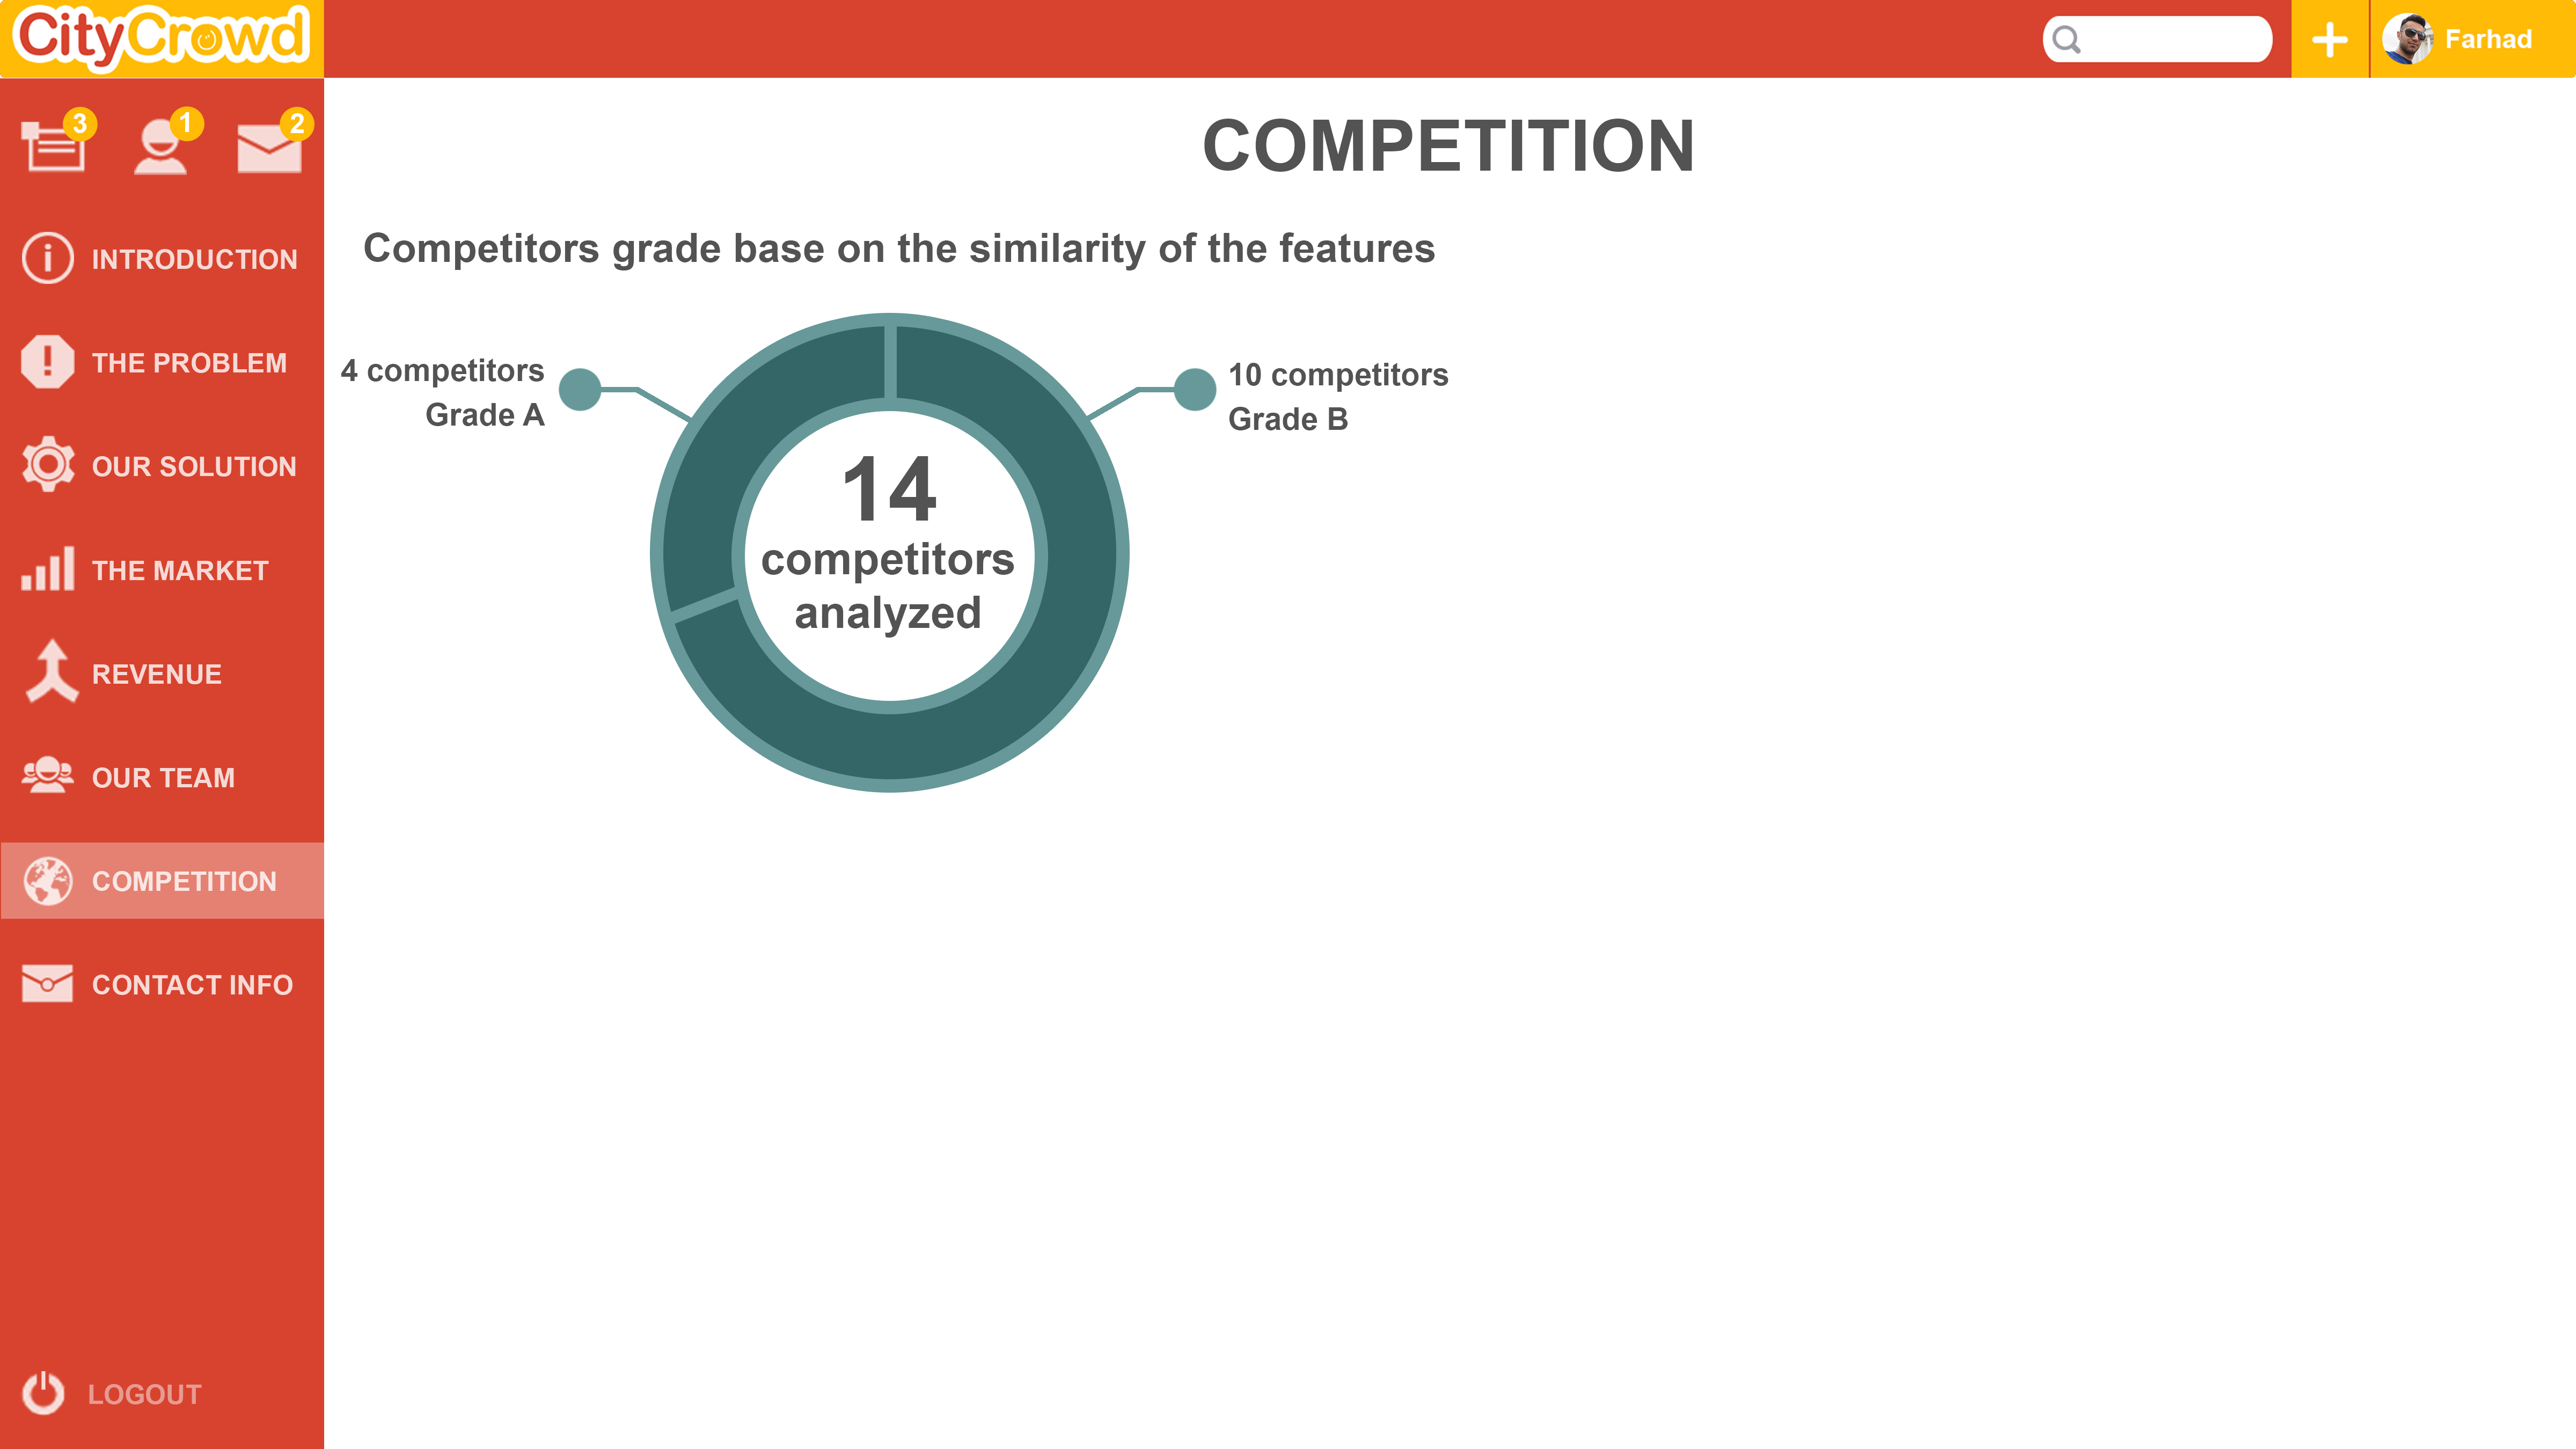 CityCrowd
Farhad
3
1
2
INTRODUCTION
THE PROBLEM
OUR SOLUTION
THE MARKET
REVENUE
OUR TEAM
COMPETITION
CONTACT INFO
LOGOUT
COMPETITION
Competitors grade base on the similarity of the features
4 competitors
Grade A
10 competitors
Grade B
14
competitors
analyzed